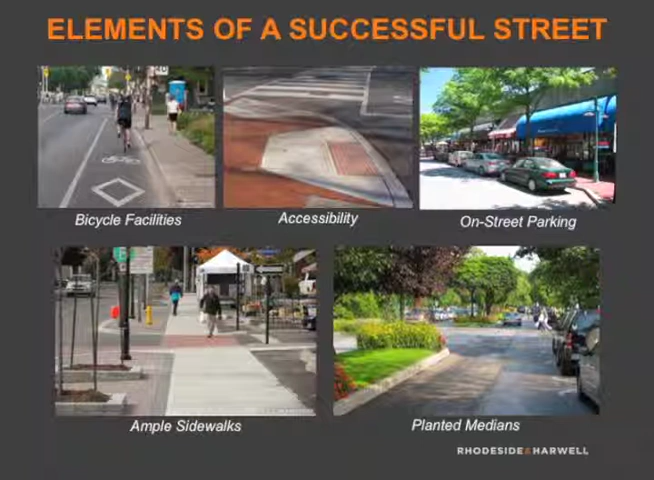 ELEMENTS OF A SUCCESSFUL STREET
Bicycle Facilities
Accessibility
On-Street Parking
Ample Sidewalks
Planted Medians
RHODESIDE&HARWELL